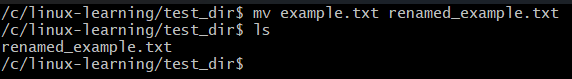 /c/linux-learning/test_dir$ mv example.txt renamed_example.txt
/c/linux-learning/test_dir$ ls
renamed_example.txt
/c/linux-learning/test_dir$